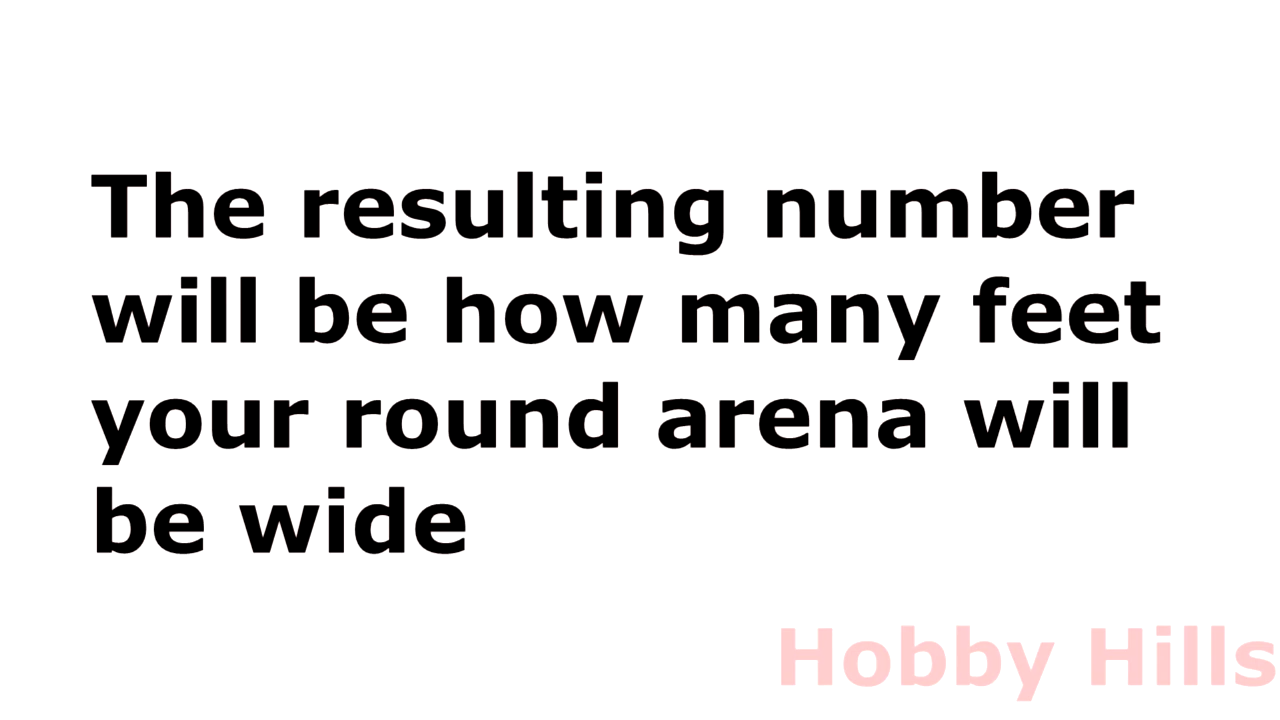 The resulting number
will be how many feet
your round arena will
be wide
Hobby Hills